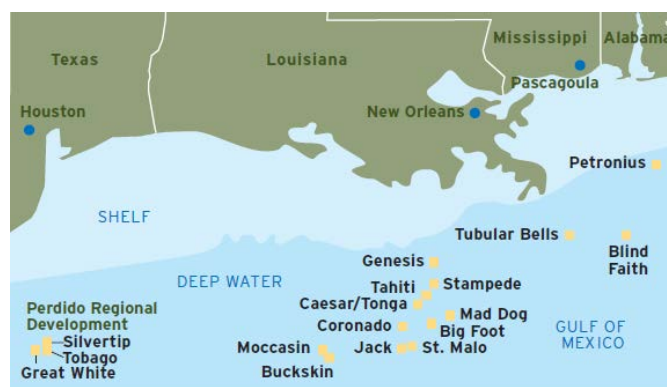 Mississippi
Alabama
Texas
Louisiana
Pascagoula
Houston
New Orleans
Petronius
SHELF
Tubular Bells
Blind
Faith
Genesis
DEEP WATER
Tahiti
Stampede
Caesar/Tonga
Perdido Regional
Development
Mad Dog
Coronado
Big Foot
GULF OF
MEXICO
Silvertip
Moccasin
Jack
St. Malo
Tobago
Great White
Buckskin